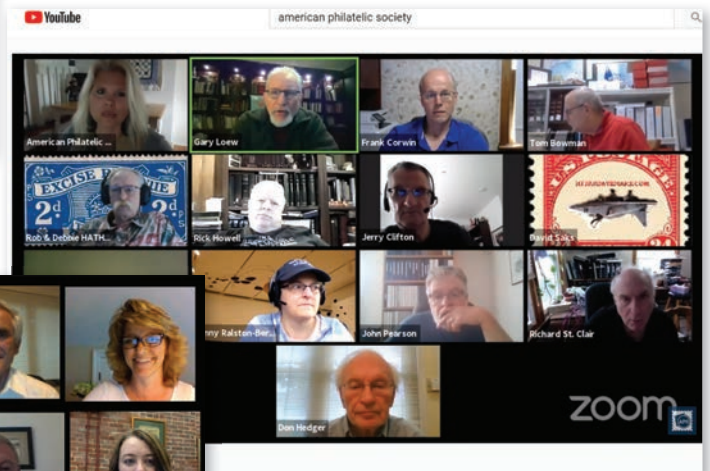 YouTube
american philatelic society
American Philatelic ...
Gary Loew
Frank Corwin
Tom Bowman
EXCISE
2d
Rob & Debbie HATH...
Rick Howell
Jerry Clifton
U.S. POSTAGE
David Saks
nny Ralston-Ber...
John Pearson
Richard St. Clair
Don Hedger
zoom